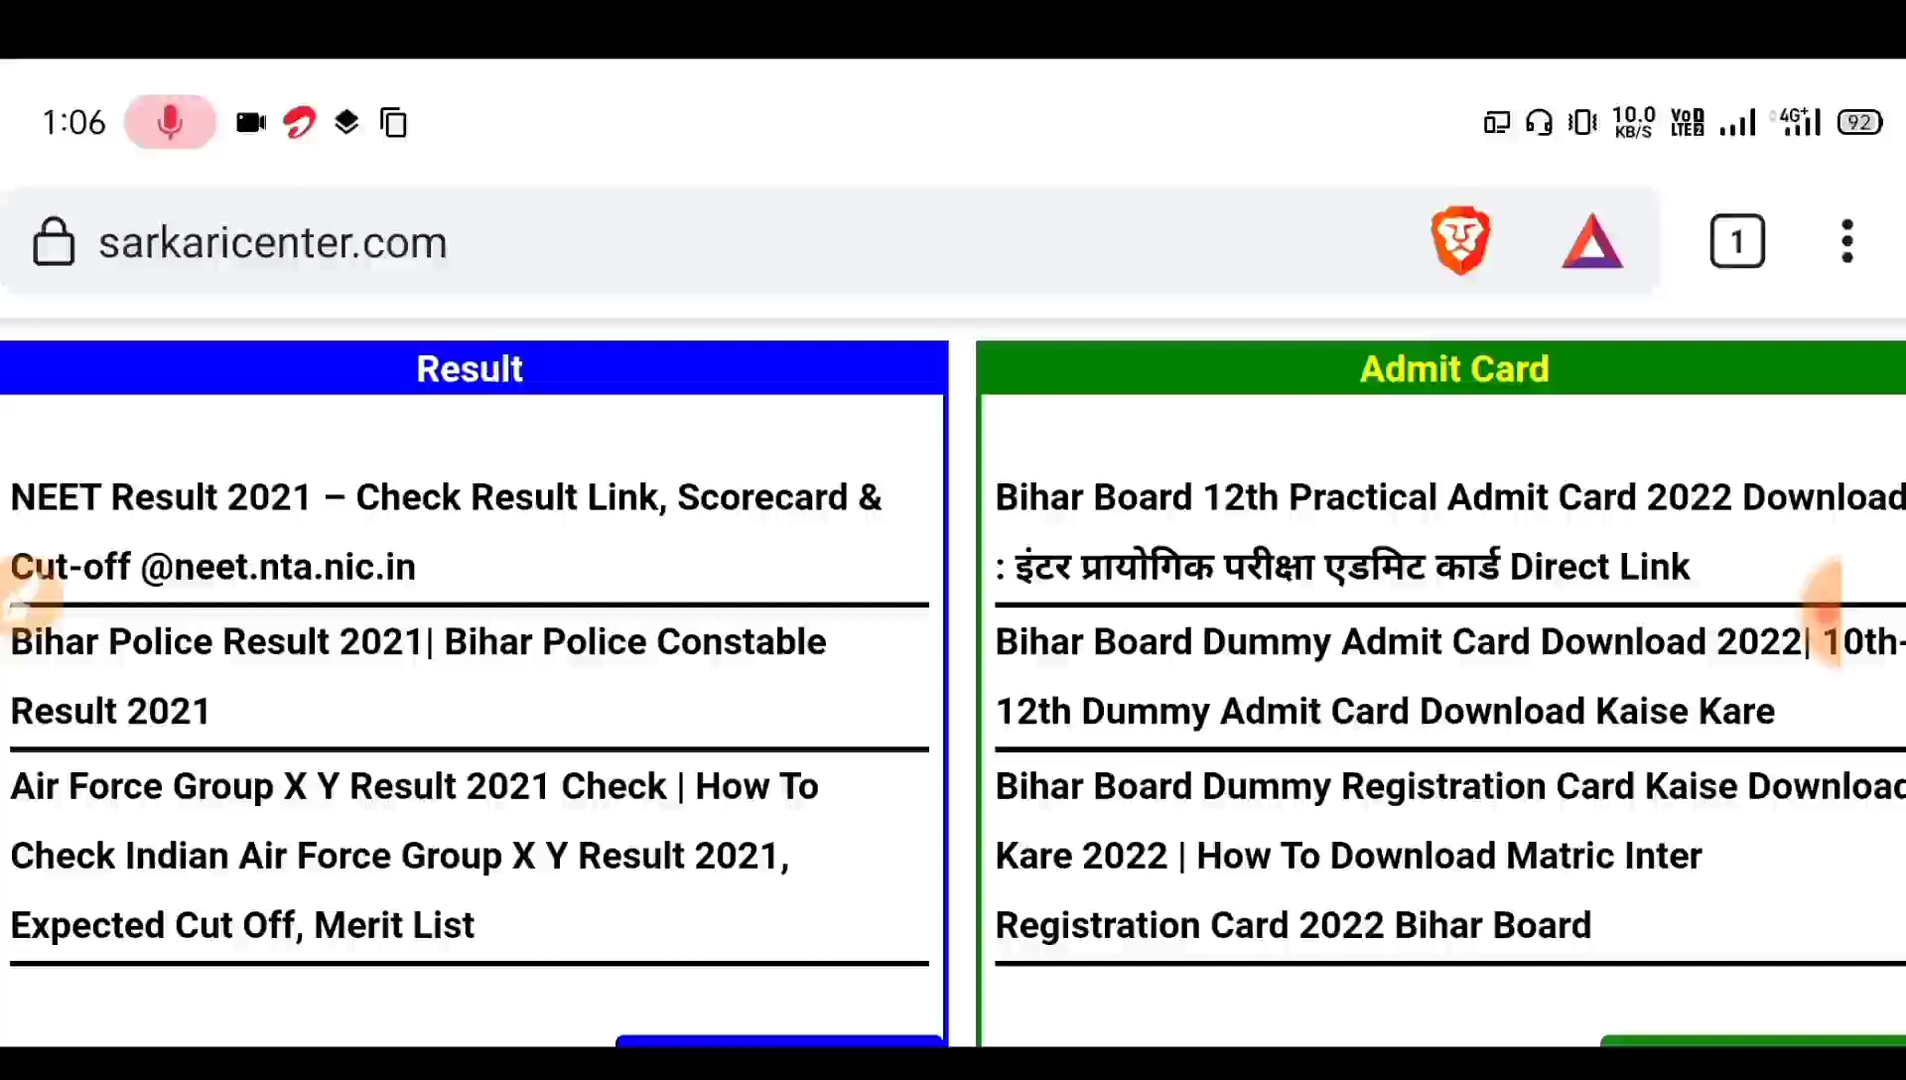 1:06
10.0
KB/S
VoD
LTE2
4G+
92
sarkaricenter.com
1
Result
NEET Result 2021 – Check Result Link, Scorecard &
Cut-off @neet.nta.nic.in
Bihar Police Result 2021| Bihar Police Constable
Result 2021
Air Force Group X Y Result 2021 Check | How To
Check Indian Air Force Group X Y Result 2021,
Expected Cut Off, Merit List
Admit Card
Bihar Board 12th Practical Admit Card 2022 Download
: इंटर प्रायोगिक परीक्षा एडमिट कार्ड Direct Link
Bihar Board Dummy Admit Card Download 2022| 10th-
12th Dummy Admit Card Download Kaise Kare
Bihar Board Dummy Registration Card Kaise Download
Kare 2022 | How To Download Matric Inter
Registration Card 2022 Bihar Board